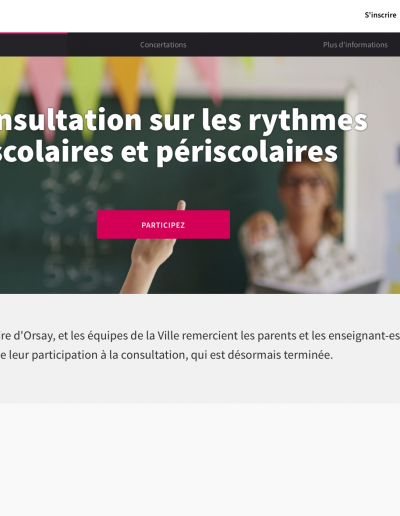 S'inscrire
Concertations Plus d'informations
nsultation sur les rythmes
scolaires et périscolaires
PARTICIPEZ
ire d'Orsay, et les équipes de la Ville remercient les parents et les enseignant-es
e leur participation à la consultation, qui est désormais terminée.